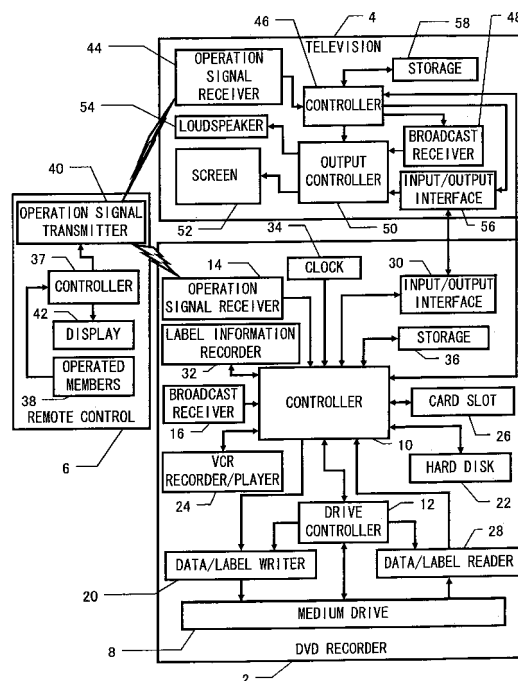 46
4
58
48
44
TELEVISION
OPERATION
SIGNAL
RECEIVER
STORAGE
54
CONTROLLER
LOUDSPEAKER
BROADCAST
RECEIVER
40
SCREEN
OUTPUT
CONTROLLER
INPUT/OUTPUT
INTERFACE
OPERATION SIGNAL
TRANSMITTER
34
52
50
56
37
14
CLOCK
30
CONTROLLER
OPERATION
SIGNAL RECEIVER
INPUT/OUTPUT
INTERFACE
42
DISPLAY
LABEL INFORMATION
RECORDER
STORAGE
OPERATED
MEMBERS
32
36
38
BROADCAST
RECEIVER
CONTROLLER
CARD SLOT
REMOTE CONTROL
16
10
26
6
VCR
RECORDER/PLAYER
HARD DISK
24
12
22
DRIVE
CONTROLLER
28
DATA/LABEL WRITER
DATA/LABEL READER
20
MEDIUM DRIVE
8
DVD RECORDER
2